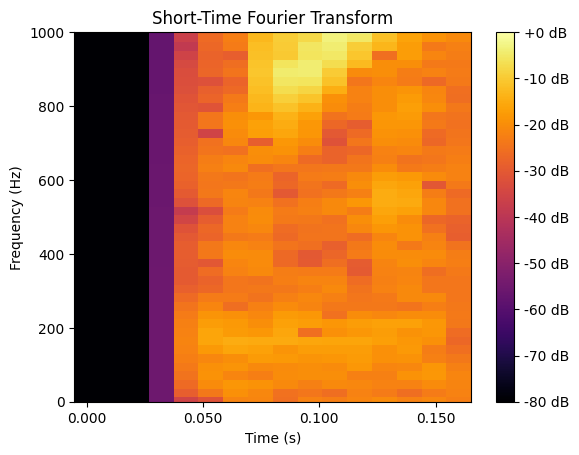 Short-Time Fourier Transform
1000
800
600
400
200
0
Frequency (Hz)
0.000
0.050
0.100
0.150
Time (s)
+0 dB
-10 dB
-20 dB
-30 dB
-40 dB
-50 dB
-60 dB
-70 dB
-80 dB